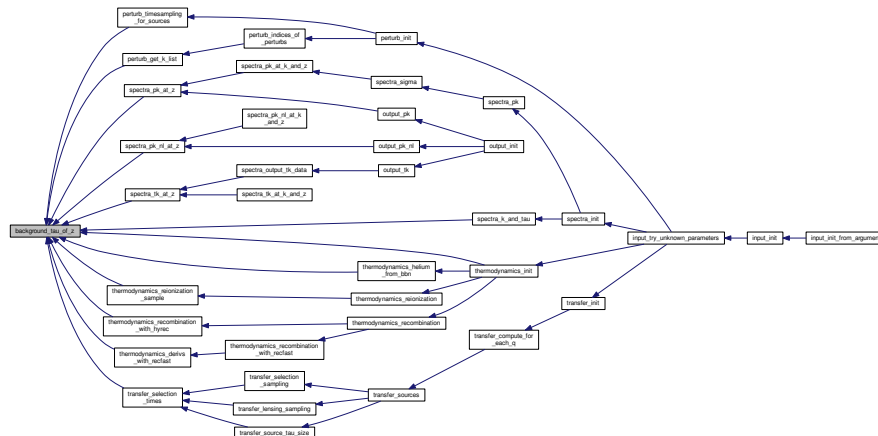 perturb_timesampling
_for_sources
perturb_indices_of
_perturbs
perturb_init
perturb_get_k_list
spectra_pk_at_k_and_z
spectra_sigma
spectra_pk_at_z
spectra_pk
spectra_pk_nl_at_k
_and_z
output_pk
spectra_pk_nl_at_z
output_pk_nl
output_init
spectra_output_tk_data
output_tk
spectra_tk_at_z
spectra_tk_at_k_and_z
spectra_k_and_tau
spectra_init
background_tau_of_z
input_try_unknown_parameters
input_init
input_init_from_argumen
thermodynamics_helium
_from_bbn
thermodynamics_init
thermodynamics_reionization
_sample
thermodynamics_reionization
transfer_init
thermodynamics_recombination
_with_hyrec
thermodynamics_recombination
transfer_compute_for
_each_q
thermodynamics_derivs
_with_recfast
thermodynamics_recombination
_with_recfast
transfer_selection
_sampling
transfer_selection
_times
transfer_sources
transfer_lensing_sampling
transfer_source_tau_size